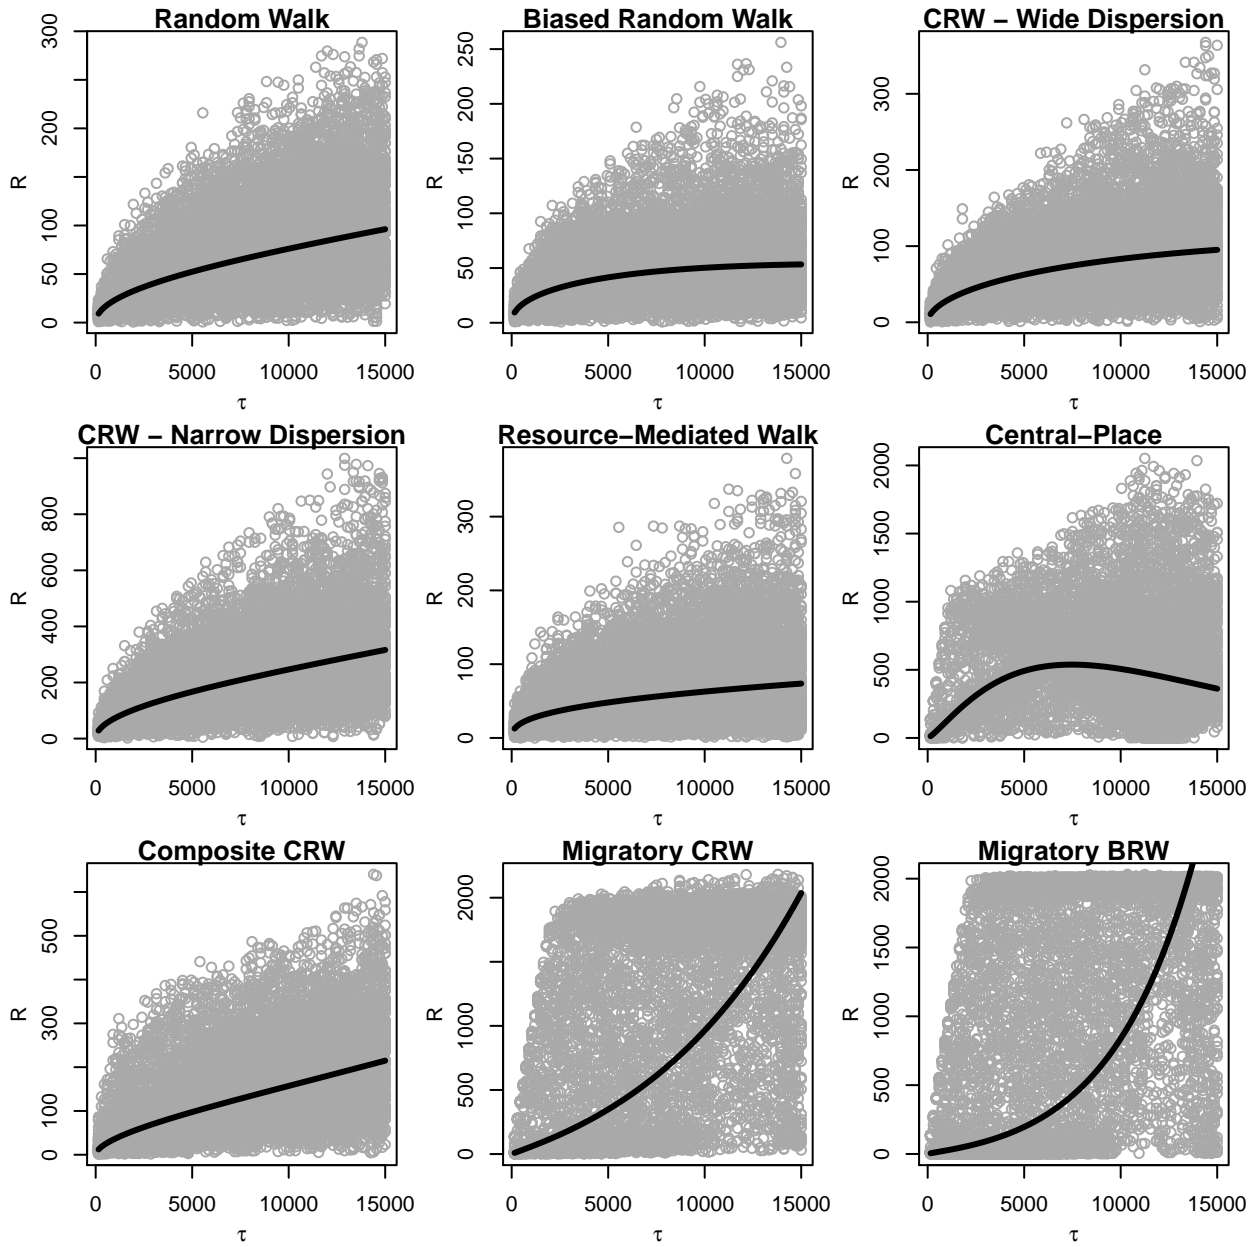 Random Walk
R
0
50
100
200
300
0
5000
10000
15000
τ
Biased Random Walk
R
0
50
100
150
200
250
0
5000
10000
15000
τ
CRW − Wide Dispersion
R
0
100
200
300
0
5000
10000
15000
τ
CRW − Narrow Dispersion
R
0
200
400
600
800
0
5000
10000
15000
τ
Resource−Mediated Walk
R
0
50
100
200
300
0
5000
10000
15000
τ
Central−Place
R
0
500
1000
1500
2000
0
5000
10000
15000
τ
Composite CRW
R
0
100
300
500
0
5000
10000
15000
τ
Migratory CRW
R
0
500
1000
2000
0
5000
10000
15000
τ
Migratory BRW
R
0
500
1000
1500
2000
0
5000
10000
15000
τ